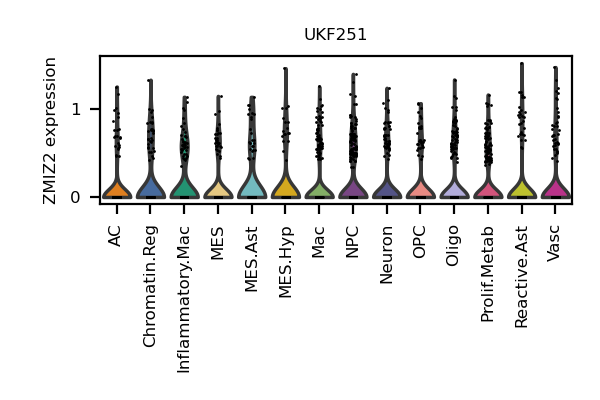 UKF251
ZMIZ2 expression
1
0
AC
Chromatin.Reg
Inflammatory.Mac
MES
MES.Ast
MES.Hyp
Mac
NPC
Neuron
OPC
Oligo
Prolif.Metab
Reactive.Ast
Vasc